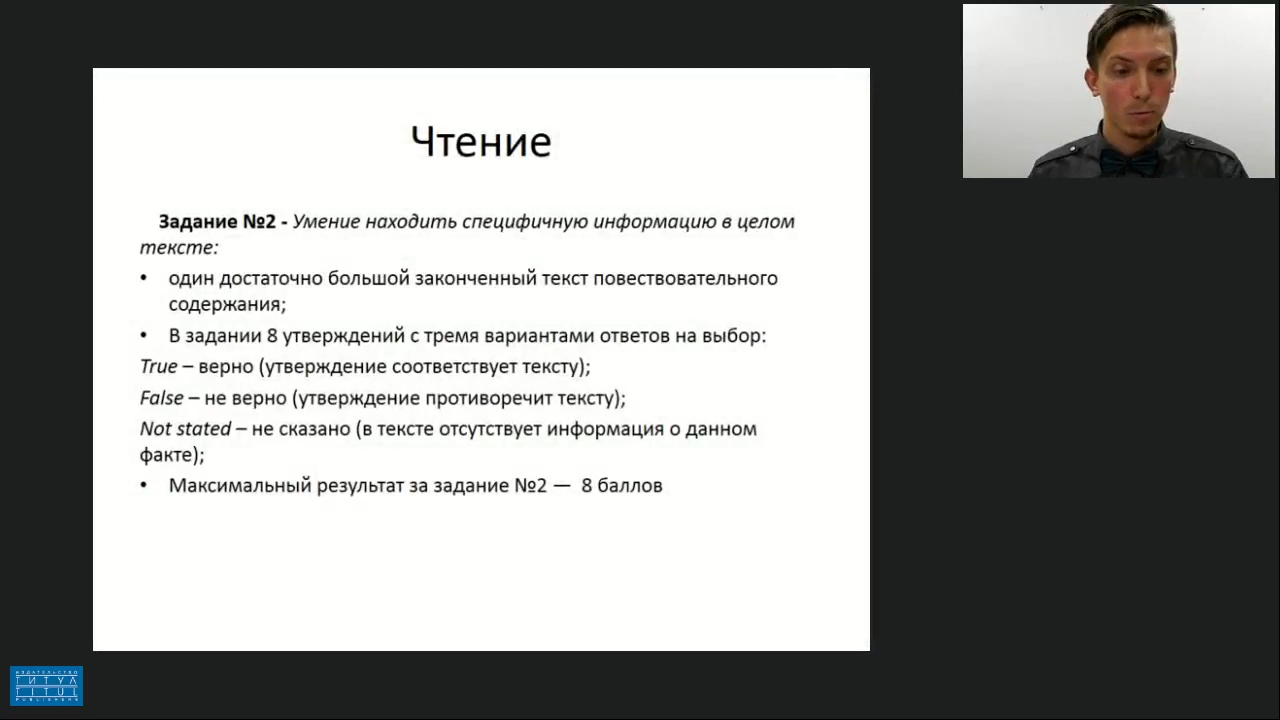 Чтение
Задание №2 - Умение находить специфичную информацию в целом
тексте:
• один достаточно большой законченный текст повествовательного
содержания;
• В задании 8 утверждений с тремя вариантами ответов на выбор:
True – верно (утверждение соответствует тексту);
False – не верно (утверждение противоречит тексту);
Not stated – не сказано (в тексте отсутствует информация о данном
факте);
• Максимальный результат за задание №2 — 8 баллов
ИЗДАТЕЛЬСТВО
ТИТУЛ
TITUL
PUBLISHERS